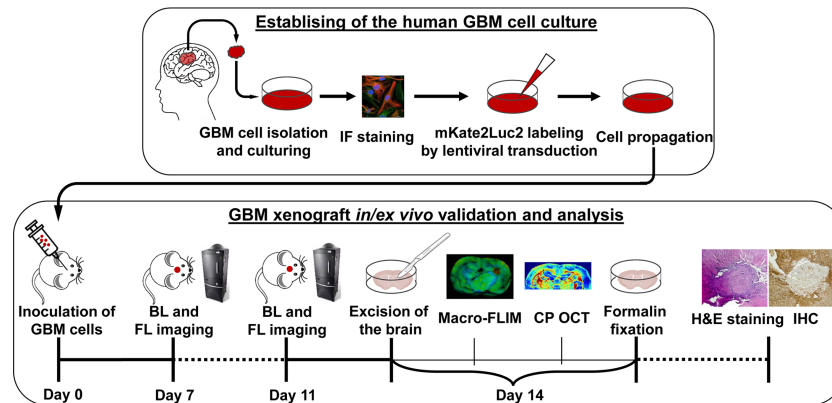 Establising of the human GBM cell culture
GBM cell isolation
and culturing
IF staining
mKate2Luc2 labeling
by lentiviral transduction
Cell propagation
GBM xenograft in/ex vivo validation and analysis
Inoculation of
GBM cells
BL and
FL imaging
BL and
FL imaging
Excision of
the brain
Macro-FLIM
CP OCT
Formalin
fixation
H&E staining
IHC
Day 0
Day 7
Day 11
Day 14